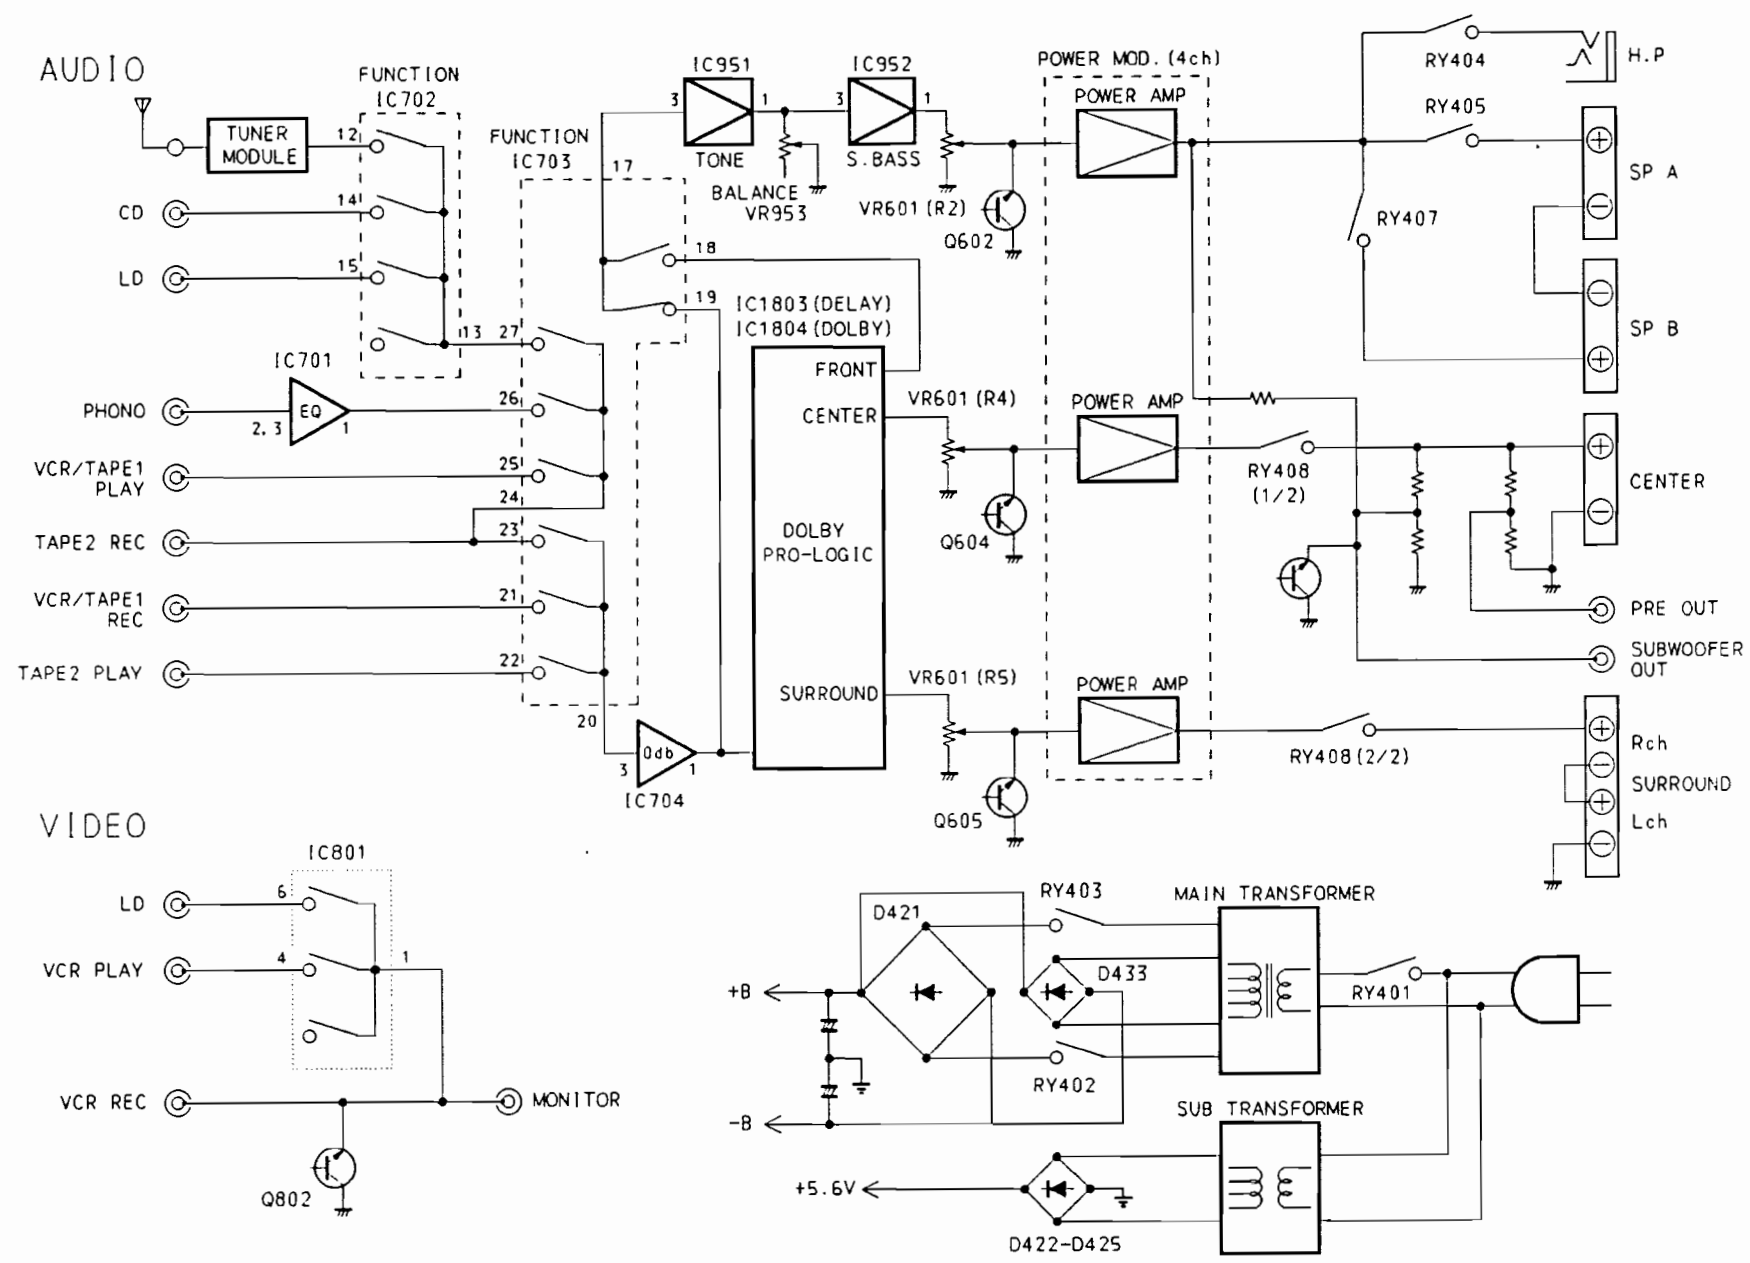 AUDIO
FUNCTION
IC702
TUNER
MODULE
12
CD
14
LD
15
13
IC701
PHONO
EQ
2, 3
1
VCR/TAPE1
PLAY
TAPE2 REC
VCR/TAPE1
REC
TAPE2 PLAY
FUNCTION
IC703
17
18
19
27
26
25
24
23
21
22
20
3
0db
1
IC704
IC951
3
1
TONE
BALANCE
VR953
IC952
3
1
S.BASS
VR601(R2)
Q602
IC1803(DELAY)
IC1804(DOLBY)
FRONT
CENTER
DOLBY
PRO-LOGIC
SURROUND
VR601(R4)
Q604
VR601(R5)
Q605
POWER MOD.(4ch)
POWER AMP
POWER AMP
POWER AMP
RY404
H.P
RY405
SP A
RY407
SP B
RY408
(1/2)
CENTER
PRE OUT
SUBWOOFER
OUT
RY408(2/2)
Rch
SURROUND
Lch
VIDEO
IC801
LD
6
VCR PLAY
4
1
VCR REC
MONITOR
Q802
D421
RY403
MAIN TRANSFORMER
+B
D433
RY401
RY402
-B
SUB TRANSFORMER
+5.6V
D422-D425